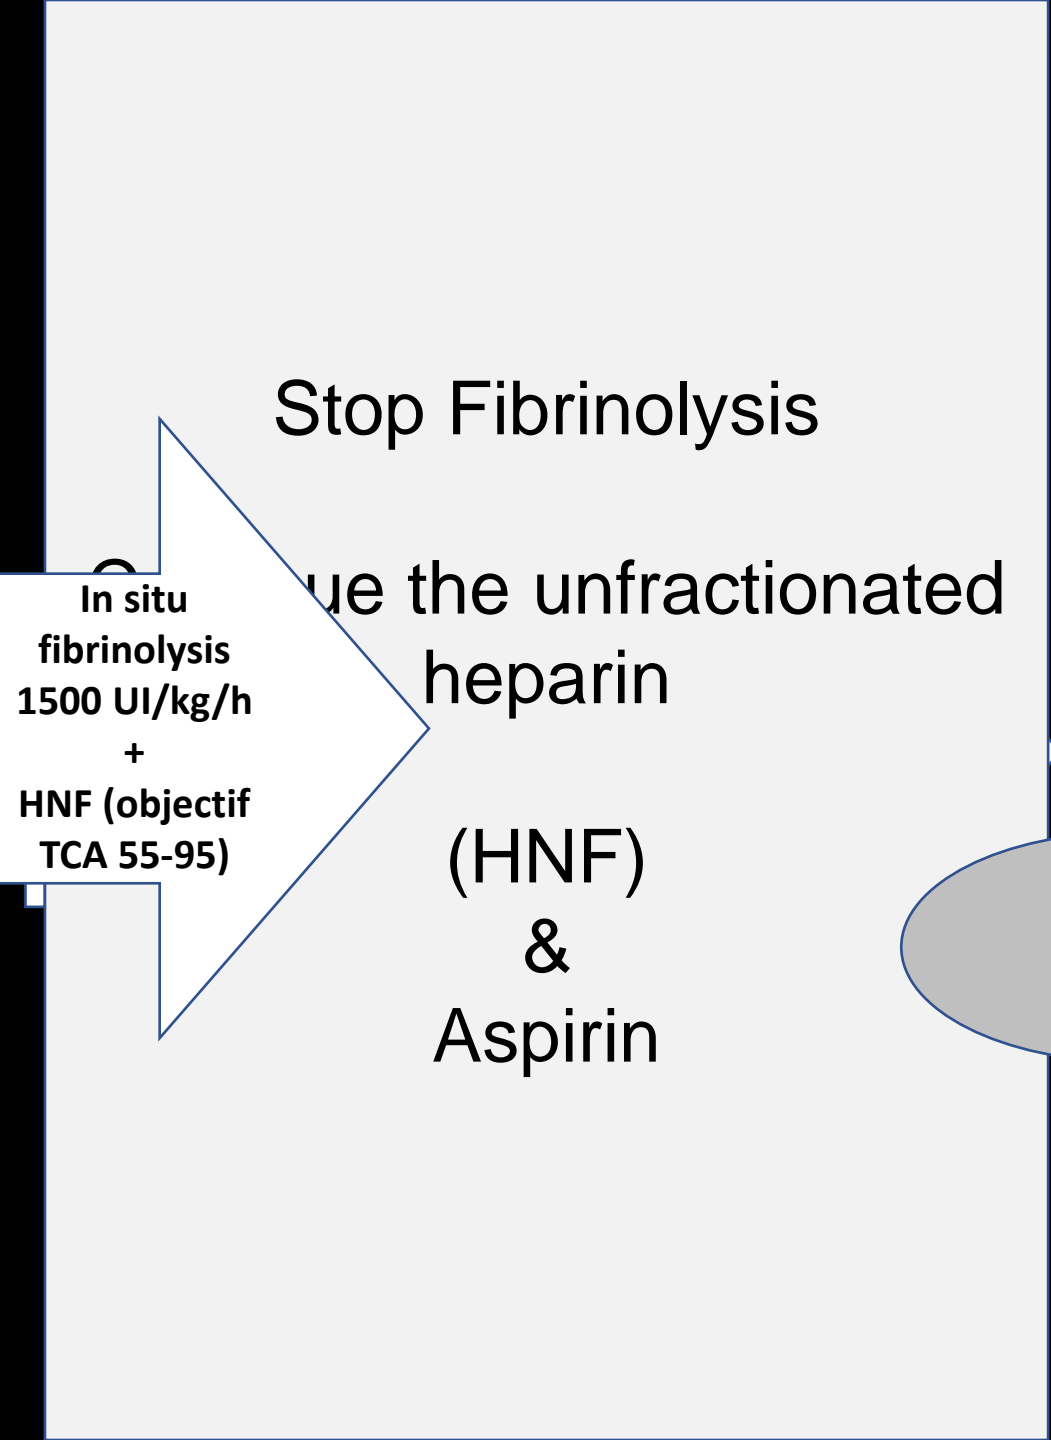 Stop Fibrinolysis
ue the unfractionated
heparin
(HNF)
&
Aspirin
In situ
fibrinolysis
1500 UI/kg/h
+
HNF (objectif
TCA 55-95)